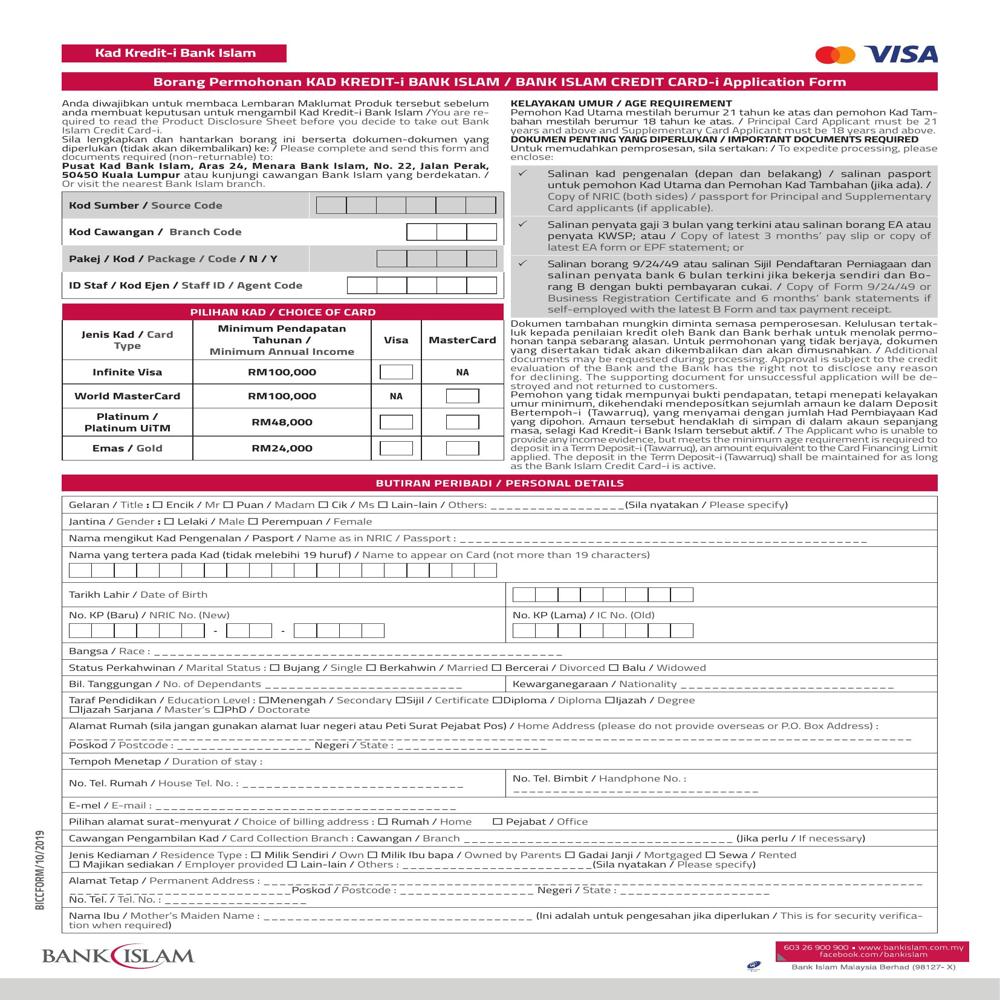 Kad Kredit-i Bank Islam
VISA
Borang Permohonan KAD KREDIT-i BANK ISLAM / BANK ISLAM CREDIT CARD-i Application Form
Anda diwajibkan untuk membaca Lembaran Maklumat Produk tersebut sebelum
anda membuat keputusan untuk mengambil Kad Kredit-i Bank Islam /You are re-
quired to read the Product Disclosure Sheet before you decide to take out Bank
Islam Credit Card-i.
Sila lengkapkan dan hantarkan borang ini berserta dokumen-dokumen yang
diperlukan (tidak akan dikembalikan) ke: / Please complete and send this form and
documents required (non-returnable) to:
Pusat Kad Bank Islam, Aras 24, Menara Bank Islam, No. 22, Jalan Perak,
50450 Kuala Lumpur atau kunjungi cawangan Bank Islam yang berdekatan. /
Or visit the nearest Bank Islam branch.
Kod Sumber / Source Code
Kod Cawangan / Branch Code
Pakej / Kod / Package / Code / N / Y
ID Staf / Kod Ejen / Staff ID / Agent Code
PILIHAN KAD / CHOICE OF CARD
Jenis Kad / Card
Type
Minimum Pendapatan
Tahunan /
Minimum Annual Income
Visa
MasterCard
Infinite Visa
RM100,000
NA
World MasterCard
RM100,000
NA
Platinum /
Platinum UiTM
RM48,000
Emas / Gold
RM24,000
KELAYAKAN UMUR / AGE REQUIREMENT
Pemohon Kad Utama mestilah berumur 21 tahun ke atas dan pemohon Kad Tam-
bahan mestilah berumur 18 tahun ke atas. / Principal Card Applicant must be 21
years and above and Supplementary Card Applicant must be 18 years and above.
DOKUMEN PENTING YANG DIPERLUKAN / IMPORTANT DOCUMENTS REQUIRED
Untuk memudahkan pemprosesan, sila sertakan: / To expedite processing, please
enclose:
✓ Salinan kad pengenalan (depan dan belakang) / salinan pasport
untuk pemohon Kad Utama dan Pemohon Kad Tambahan (jika ada). /
Copy of NRIC (both sides) / passport for Principal and Supplementary
Card applicants (if applicable).
✓ Salinan penyata gaji 3 bulan yang terkini atau salinan borang EA atau
penyata KWSP; atau / Copy of latest 3 months' pay slip or copy of
latest EA form or EPF statement; or
✓ Salinan borang 9/24/49 atau salinan Sijil Pendaftaran Perniagaan dan
salinan penyata bank 6 bulan terkini jika bekerja sendiri dan Bo-
rang B dengan bukti pembayaran cukai. / Copy of Form 9/24/49 or
Business Registration Certificate and 6 months' bank statements if
self-employed with the latest B Form and tax payment receipt.
Dokumen tambahan mungkin diminta semasa pemperosesan. Kelulusan tertak-
luk kepada penilaian kredit oleh Bank dan Bank berhak untuk menolak permo-
honan tanpa sebarang alasan. Untuk permohonan yang tidak berjaya, dokumen
yang disertakan tidak akan dikembalikan dan akan dimusnahkan. / Additional
documents may be requested during processing. Approval is subject to the credit
evaluation of the Bank and the Bank has the right not to disclose any reason
for declining. The supporting document for unsuccessful application will be de-
stroyed and not returned to customers.
Pemohon yang tidak mempunyai bukti pendapatan, tetapi menepati kelayakan
umur minimum, dikehendaki mendepositkan sejumlah amaun ke dalam Deposit
Bertempoh-i (Tawarruq), yang menyamai dengan jumlah Had Pembiayaan Kad
yang dipohon. Amaun tersebut hendaklah di simpan di dalam akaun sepanjang
masa, selagi Kad Kredit-i Bank Islam tersebut aktif. / The Applicant who is unable to
provide any income evidence, but meets the minimum age requirement is required to
deposit in a Term Deposit-i (Tawarruq), an amount equivalent to the Card Financing Limit
applied. The deposit in the Term Deposit-i (Tawarruq) shall be maintained for as long
as the Bank Islam Credit Card-i is active.
BUTIRAN PERIBADI / PERSONAL DETAILS
Gelaran / Title : ☐ Encik / Mr ☐ Puan / Madam ☐ Cik / Ms ☐ Lain-lain / Others: _ _ _ _ _ _ _ _ _ _ _ _ _ _ _(Sila nyatakan / Please specify)
Jantina / Gender : ☐ Lelaki / Male ☐ Perempuan / Female
Nama mengikut Kad Pengenalan / Pasport / Name as in NRIC / Passport : _ _ _ _ _ _ _ _ _ _ _ _ _ _ _ _ _ _ _ _
Nama yang tertera pada Kad (tidak melebihi 19 huruf) / Name to appear on Card (not more than 19 characters)
Tarikh Lahir / Date of Birth
No. KP (Baru) / NRIC No. (New)
- -
No. KP (Lama) / IC No. (Old)
Bangsa / Race : _ _ _ _ _ _ _ _ _ _ _ _ _ _ _ _ _ _ _ _
Status Perkahwinan / Marital Status : ☐ Bujang / Single ☐ Berkahwin / Married ☐ Bercerai / Divorced ☐ Balu / Widowed
Bil. Tanggungan / No. of Dependants _ _ _ _ _ _ _ _ _ _ _ _ _ _ _
Kewarganegaraan / Nationality _ _ _ _ _ _ _ _ _ _ _ _ _ _ _
Taraf Pendidikan / Education Level : ☐Menengah / Secondary ☐Sijil / Certificate ☐Diploma / Diploma ☐Ijazah / Degree
☐Ijazah Sarjana / Master's ☐PhD / Doctorate
Alamat Rumah (sila jangan gunakan alamat luar negeri atau Peti Surat Pejabat Pos) / Home Address (please do not provide overseas or P.O. Box Address) :
_ _ _ _ _ _ _ _ _ _ _ _ _ _ _ _ _ _ _ _
Poskod / Postcode : _ _ _ _ _ _ _ _ _ _ _ _ _ _ _ Negeri / State : _ _ _ _ _ _ _ _ _ _ _ _ _ _ _
Tempoh Menetap / Duration of stay :
No. Tel. Rumah / House Tel. No. : _ _ _ _ _ _ _ _ _ _ _ _ _ _ _
No. Tel. Bimbit / Handphone No. :
_ _ _ _ _ _ _ _ _ _ _ _ _ _ _
E-mel / E-mail : _ _ _ _ _ _ _ _ _ _ _ _ _ _ _ _ _ _ _ _
Pilihan alamat surat-menyurat / Choice of billing address : ☐ Rumah / Home ☐ Pejabat / Office
Cawangan Pengambilan Kad / Card Collection Branch : Cawangan / Branch _ _ _ _ _ _ _ _ _ _ _ _ _ _ _ (Jika perlu / If necessary)
Jenis Kediaman / Residence Type : ☐ Milik Sendiri / Own ☐ Milik Ibu bapa / Owned by Parents ☐ Gadai Janji / Mortgaged ☐ Sewa / Rented
☐ Majikan sediakan / Employer provided ☐ Lain-lain / Others : _ _ _ _ _ _ _ _ _ _ _ _ _ _ _(Sila nyatakan / Please specify)
Alamat Tetap / Permanent Address : _ _ _ _ _ _ _ _ _ _ _ _ _ _ _ _ _ _ _ _
_ _ _ _ _ _ _ _ _ _ _ _ _ _ _Poskod / Postcode : _ _ _ _ _ _ _ _ _ _ _ _ _ _ _ Negeri / State : _ _ _ _ _ _ _ _ _ _ _ _ _ _ _
No. Tel. / Tel. No. : _ _ _ _ _ _ _ _ _ _ _ _ _ _ _
Nama Ibu / Mother's Maiden Name : _ _ _ _ _ _ _ _ _ _ _ _ _ _ _ (Ini adalah untuk pengesahan jika diperlukan / This is for security verifica-
tion when required)
BICCFORM/10/2019
BANK ISLAM
603 26 900 900 • www.bankislam.com.my
facebook.com/bankislam
Bank Islam Malaysia Berhad (98127- X)